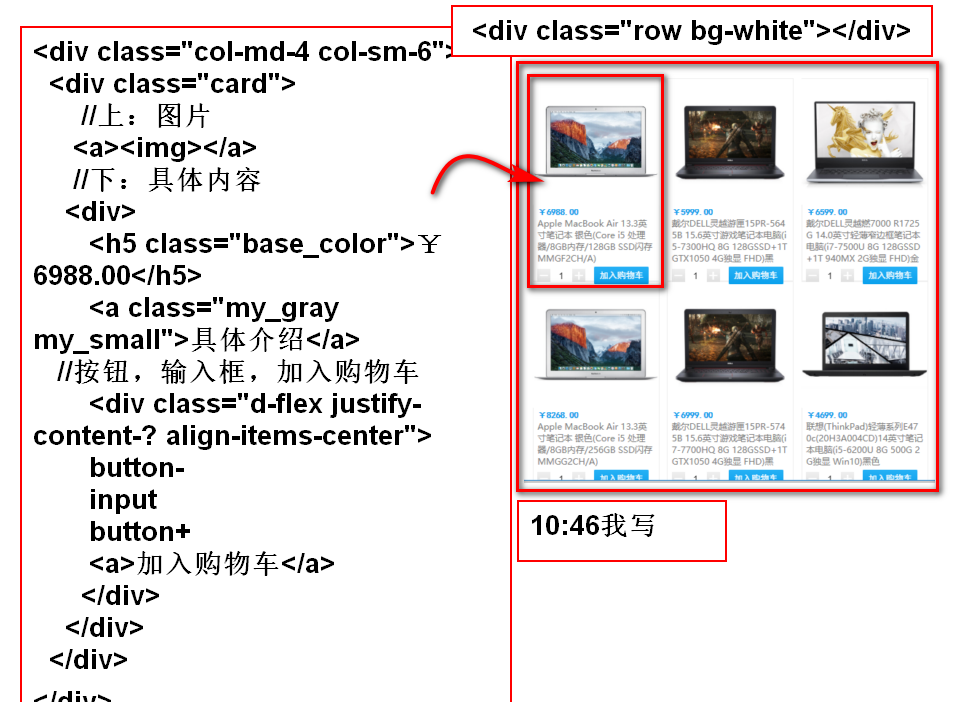 <div class="row bg-white"></div>
<div class="col-md-4 col-sm-6">
<div class="card">
//上：图片
<a><img></a>
//下：具体内容
<div>
<h5 class="base_color">￥
6988.00</h5>
<a class="my_gray
my_small">具体介绍</a>
//按钮，输入框，加入购物车
<div class="d-flex justify-
content-? align-items-center">
button-
input
button+
<a>加入购物车</a>
</div>
</div>
</div>
</div>
￥6988.00
Apple MacBook Air 13.3英
寸笔记本 银色(Core i5 处理
器/8GB内存/128GB SSD闪存
MMGF2CH/A)
1 加入购物车
￥5999.00
戴尔DELL灵越游匣15PR-564
5B 15.6英寸游戏笔记本电脑(i
5-7300HQ 8G 128GSSD+1T
GTX1050 4G独显 FHD)黑
1 加入购物车
￥6599.00
戴尔DELL灵越燃7000 R1725
G 14.0英寸轻薄窄边框笔记本
电脑(i7-7500U 8G 128GSSD
+1T 940MX 2G独显 FHD)金
1 加入购物车
￥8268.00
Apple MacBook Air 13.3英
寸笔记本 银色(Core i5 处理
器/8GB内存/256GB SSD闪存
MMGG2CH/A)
1 加入购物车
￥6999.00
戴尔DELL灵越游匣15PR-574
5B 15.6英寸游戏笔记本电脑(i
7-7700HQ 8G 128GSSD+1T
GTX1050 4G独显 FHD)黑
1 加入购物车
￥4699.00
联想(ThinkPad)轻薄系列E47
0c(20H3A004CD)14英寸笔记
本电脑(i5-6200U 8G 500G 2
G独显 Win10)黑色
1 加入购物车
10:46我写